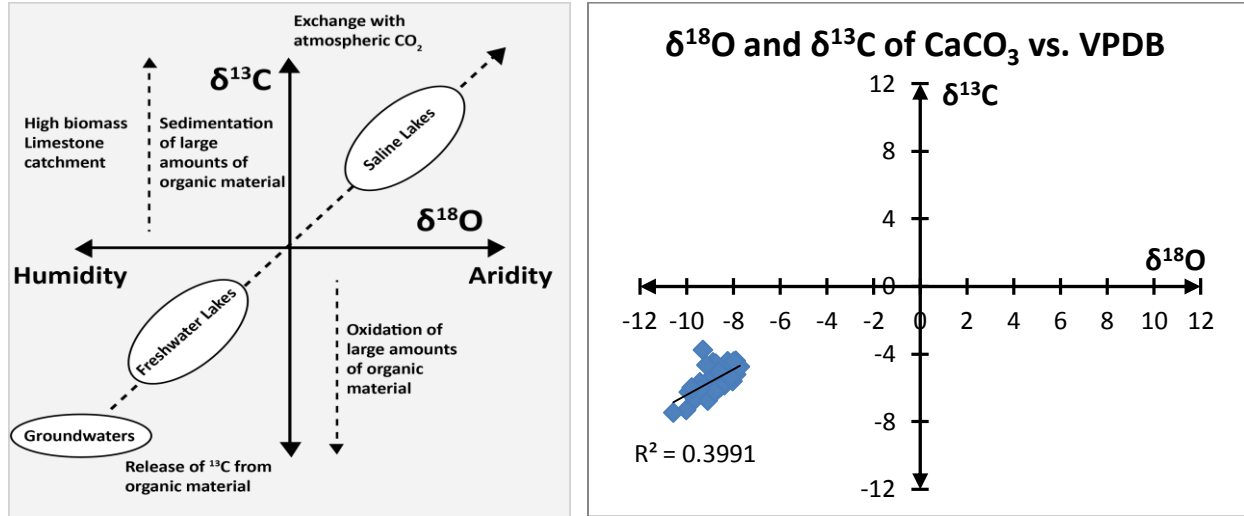 Exchange with
atmospheric CO₂
δ¹³C
High biomass
Limestone
catchment
Sedimentation
of large
amounts of
organic material
Saline Lakes
δ¹⁸O
Humidity
Aridity
Freshwater Lakes
Oxidation of
large amounts
of organic
material
Groundwaters
Release of ¹³C from
organic material
δ¹⁸O and δ¹³C of CaCO₃ vs. VPDB
12
δ¹³C
8
4
δ¹⁸O
0
-12 -10 -8 -6 -4 -2 0 2 4 6 8 10 12
-4
-8
R² = 0.3991
-12